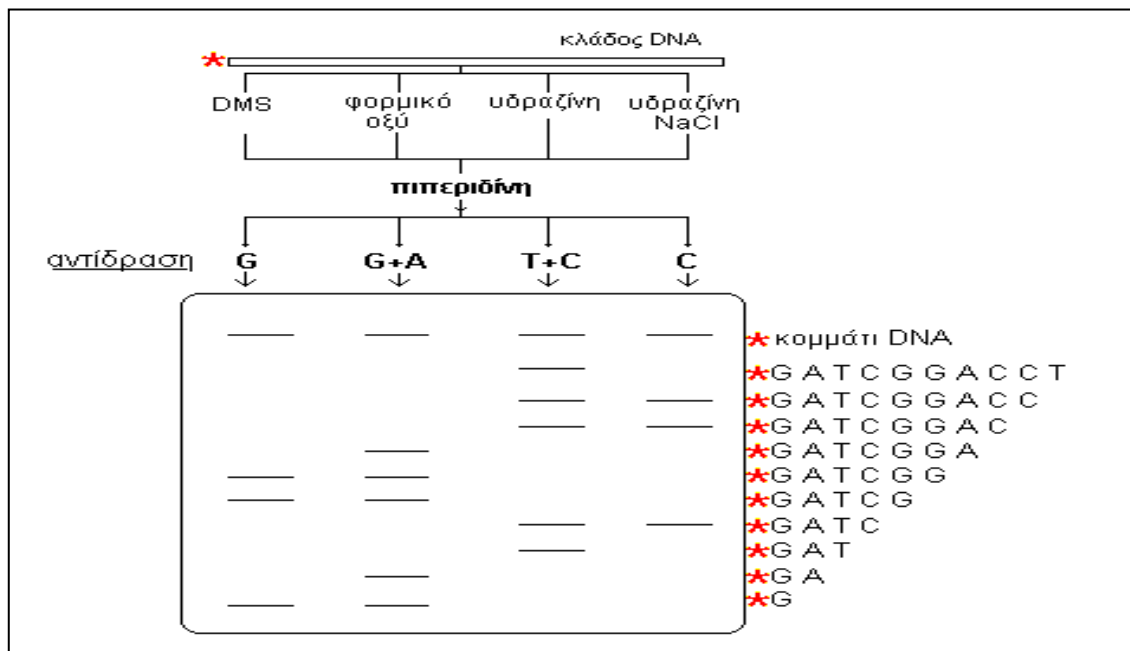 κλάδος DNA
*
DMS φορμικό οξύ υδραζίνη υδραζίνη NaCl
πιπεριδίνη
αντίδραση G G+A T+C C
* κομμάτι DNA
*G A T C G G A C C T
*G A T C G G A C C
*G A T C G G A C
*G A T C G G A
*G A T C G G
*G A T C G
*G A T C
*G A T
*G A
*G